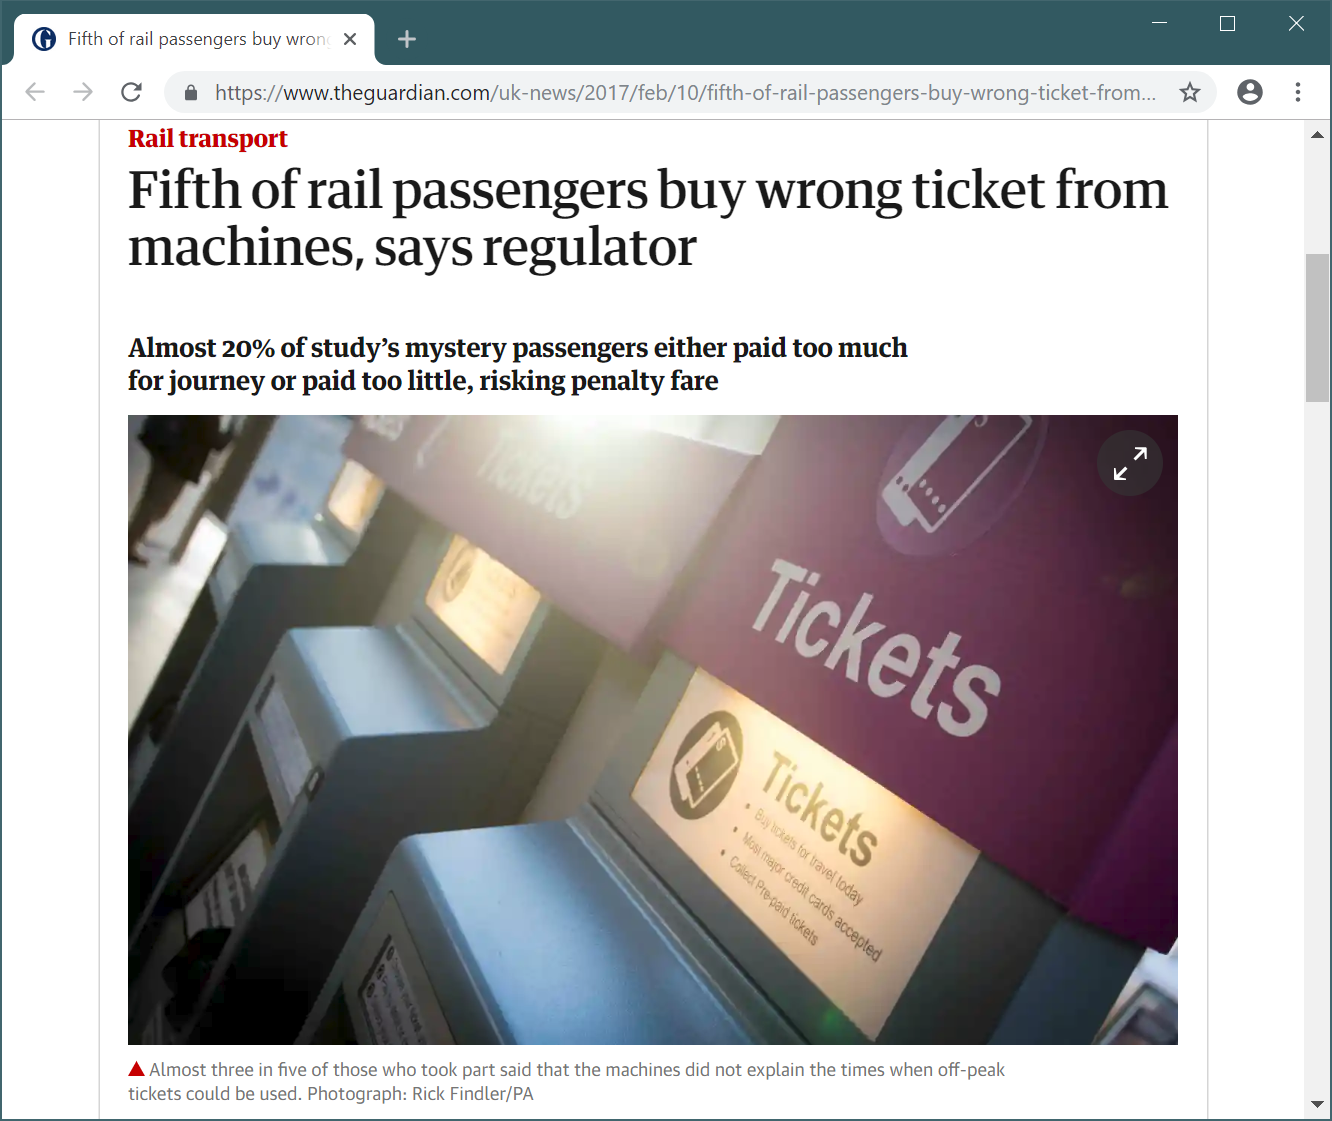 Fifth of rail passengers buy wron
https://www.theguardian.com/uk-news/2017/feb/10/fifth-of-rail-passengers-buy-wrong-ticket-from...
Rail transport
Fifth of rail passengers buy wrong ticket from
machines, says regulator
Almost 20% of study's mystery passengers either paid too much
for journey or paid too little, risking penalty fare
Tickets
Tickets
Tickets
• Buy tickets for travel today
• Most major credit cards accepted
• Collect Pre-paid tickets
Almost three in five of those who took part said that the machines did not explain the times when off-peak
tickets could be used. Photograph: Rick Findler/PA